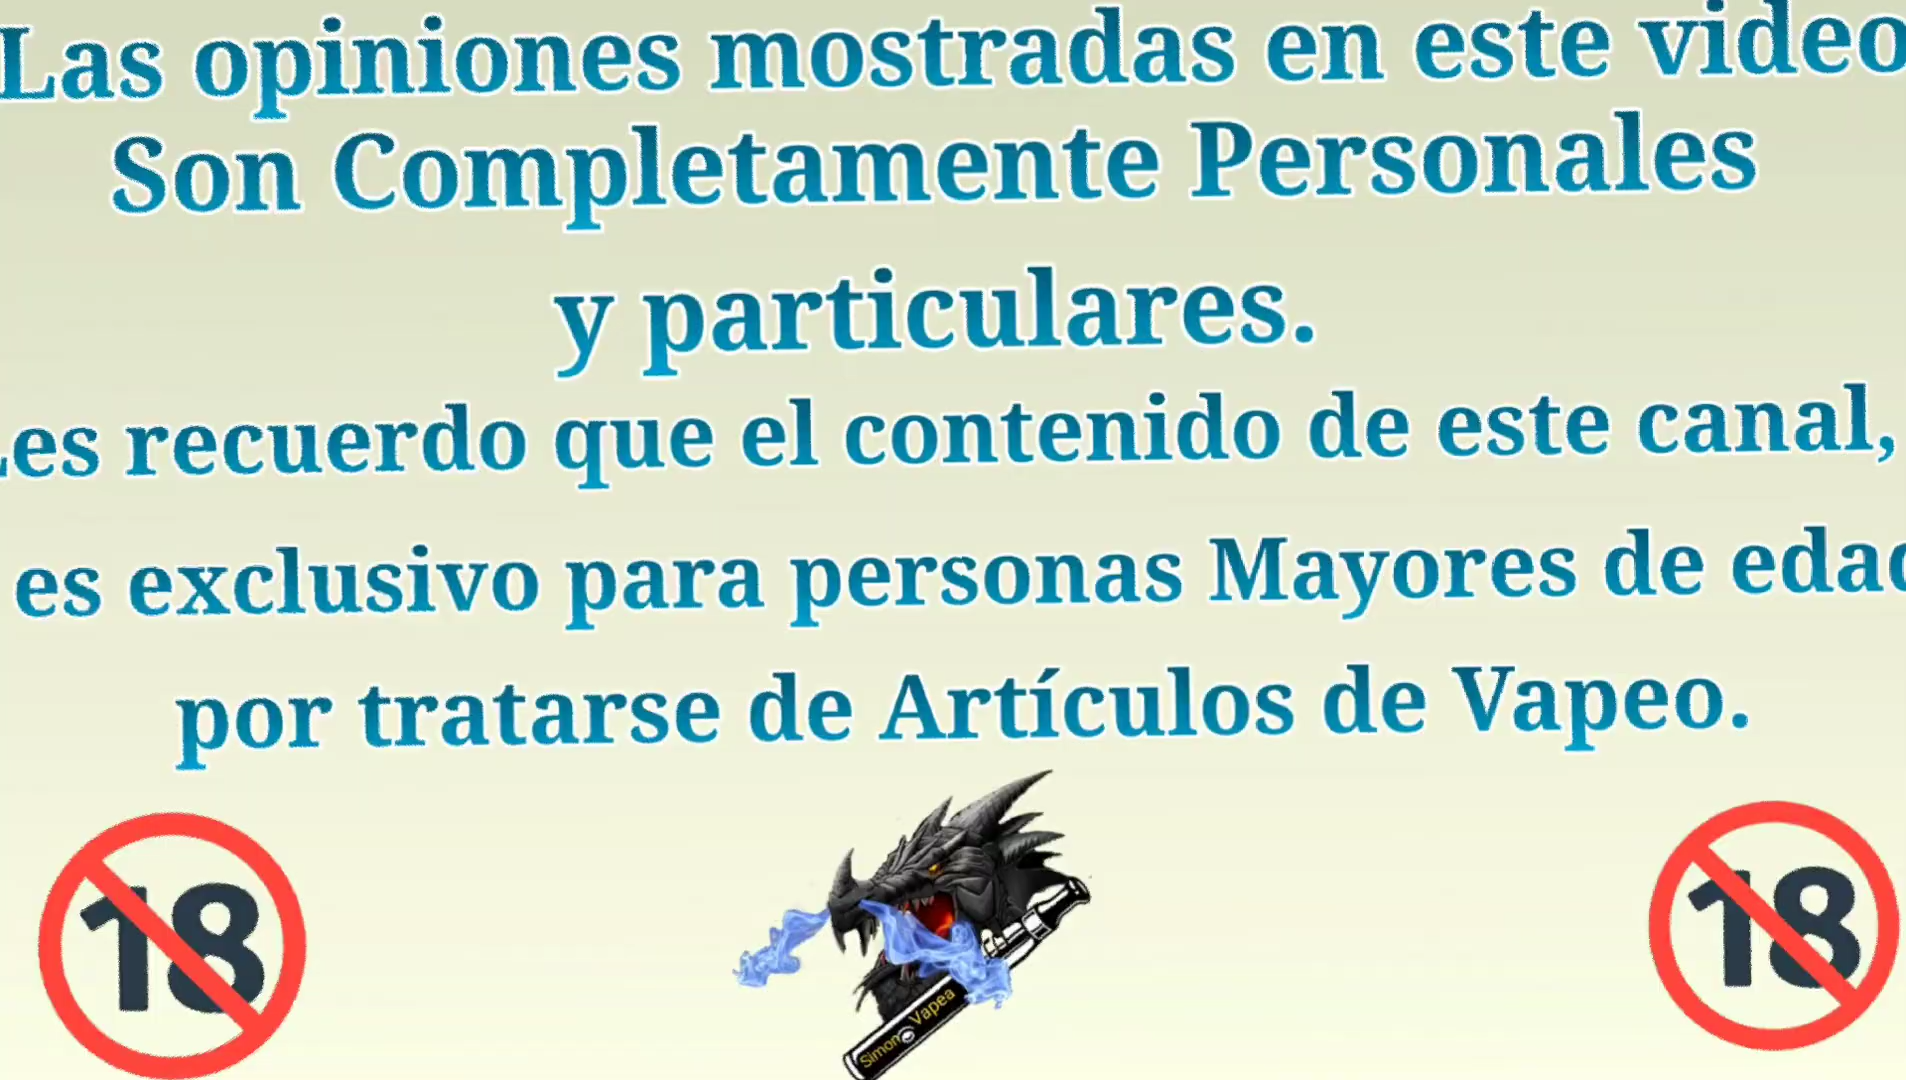 Las opiniones mostradas en este video
Son Completamente Personales
y particulares.
Les recuerdo que el contenido de este canal,
es exclusivo para personas Mayores de edad
por tratarse de Artículos de Vapeo.
18
18
Simon Vapea